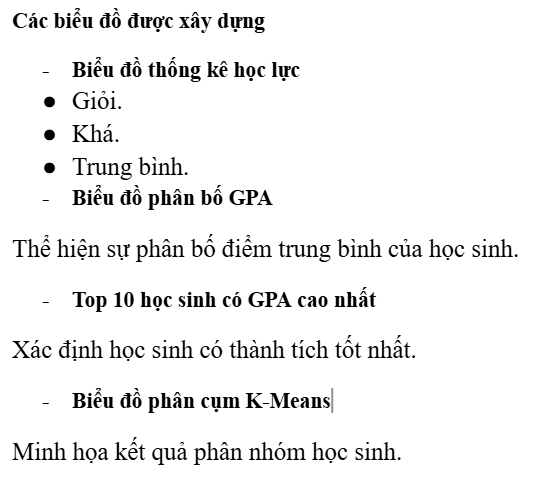 Các biểu đồ được xây dựng
- Biểu đồ thống kê học lực
● Giỏi.
● Khá.
● Trung bình.
- Biểu đồ phân bố GPA
Thể hiện sự phân bố điểm trung bình của học sinh.
- Top 10 học sinh có GPA cao nhất
Xác định học sinh có thành tích tốt nhất.
- Biểu đồ phân cụm K-Means
Minh họa kết quả phân nhóm học sinh.